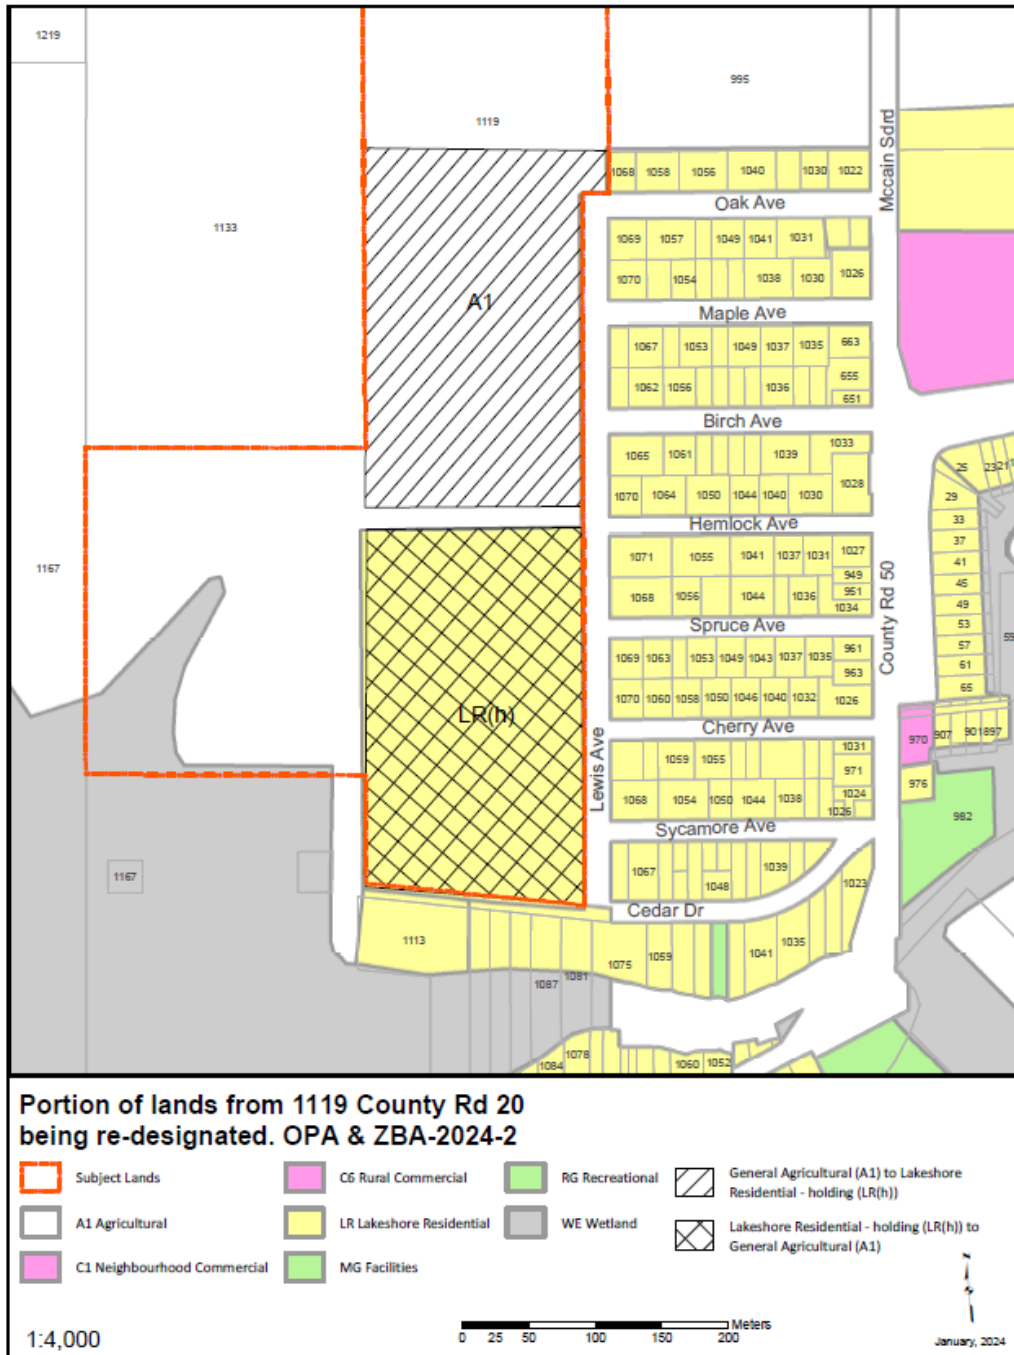 1219
995
1119
1068 1058 1056 1040 1030 1022
Oak Ave
Mccain Sdrd
1133
1069 1057 1049 1041 1031
1070 1054 1038 1030 1026
A1
Maple Ave
1067 1053 1049 1037 1035 663
1062 1056 1036 655
651
Birch Ave
1065 1061 1039 1033
1070 1064 1050 1044 1040 1030 1028
Hemlock Ave
25 23 21
29
33
37
41
45
49
53
57
61
65
59
1167
1071 1055 1041 1037 1031 1027
949
1068 1056 1044 1036 951
1034
County Rd 50
Spruce Ave
1069 1063 1053 1049 1043 1037 1035 961
963
1070 1060 1058 1050 1046 1040 1032 1026
LR(h)
Cherry Ave
970 907 901 897
Lewis Ave
1059 1055 1031
971
1068 1054 1050 1044 1038 1024
1026
976
982
Sycamore Ave
1167
1067 1048 1039 1023
Cedar Dr
1113
1087 1081 1075 1059 1041 1035
1084 1078 1060 1052
Portion of lands from 1119 County Rd 20
being re-designated. OPA & ZBA-2024-2
Subject Lands
A1 Agricultural
C1 Neighbourhood Commercial
C6 Rural Commercial
LR Lakeshore Residential
MG Facilities
RG Recreational
WE Wetland
General Agricultural (A1) to Lakeshore
Residential - holding (LR(h))
Lakeshore Residential - holding (LR(h)) to
General Agricultural (A1)
1:4,000
Meters
0 25 50 100 150 200
January, 2024